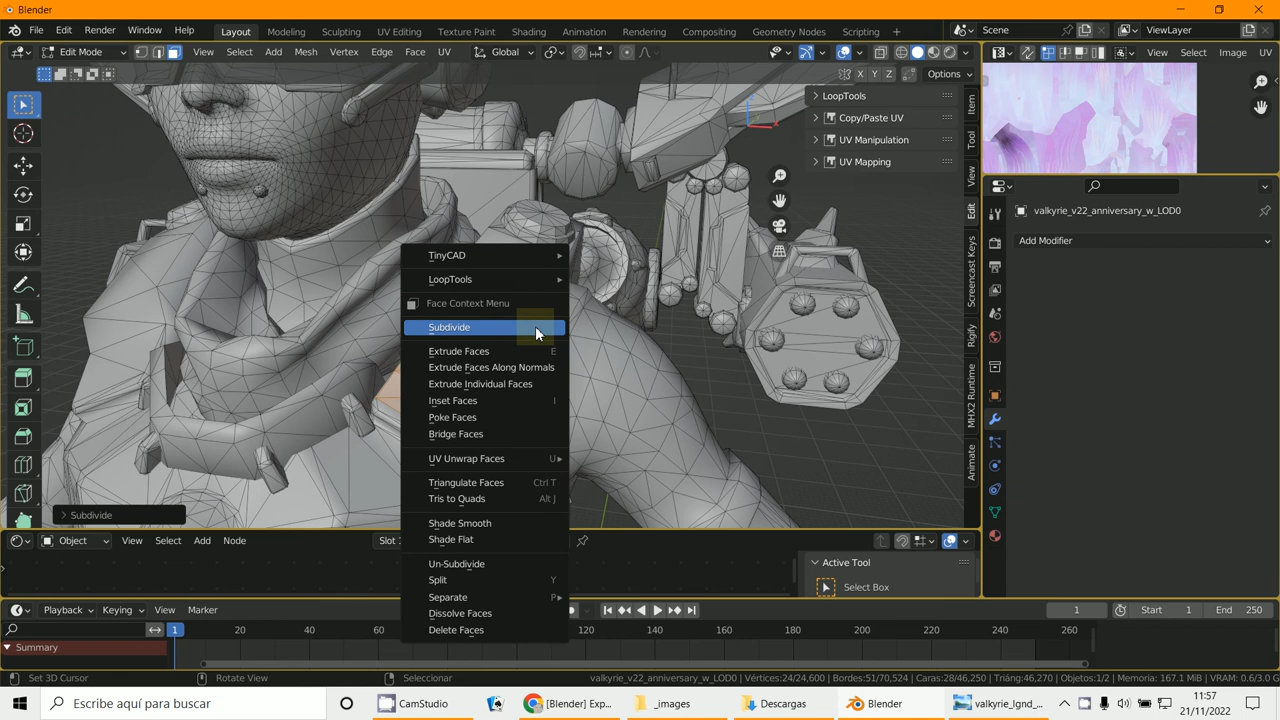 Blender
File Edit Render Window Help
Layout Modeling Sculpting UV Editing Texture Paint Shading Animation Rendering Compositing Geometry Nodes Scripting +
Scene
ViewLayer
Edit Mode
View Select Add Mesh Vertex Edge Face UV
Global
View Select Image UV
X Y Z
Options
LoopTools
Copy/Paste UV
UV Manipulation
UV Mapping
Item
Tool
View
Edit
Screencast Keys
Rigify
MHX2 Runtime
Animate
valkyrie_v22_anniversary_w_LOD0
Add Modifier
TinyCAD
LoopTools
Face Context Menu
Subdivide
Extrude Faces E
Extrude Faces Along Normals
Extrude Individual Faces
Inset Faces I
Poke Faces
Bridge Faces
UV Unwrap Faces U
Triangulate Faces Ctrl T
Tris to Quads Alt J
Shade Smooth
Shade Flat
Un-Subdivide
Split Y
Separate P
Dissolve Faces
Delete Faces
Subdivide
Object
View Select Add Node
Slot 1
Active Tool
Select Box
Playback Keying View Marker
1
Start 1
End 250
1 20 40 60 120 140 160 180 200 220 240 260
Summary
Set 3D Cursor
Rotate View
Seleccionar
valkyrie_v22_anniversary_w_LOD0 | Vértices:24/24,600 | Bordes:51/70,524 | Caras:28/46,250 | Triáng:46,270 | Objetos:1/2 | Memoria: 167.1 MiB | VRAM: 0.6/3.0 G
Escribe aquí para buscar
CamStudio
[Blender] Exp...
_images
Descargas
Blender
valkyrie_lgnd_...
11:57
21/11/2022